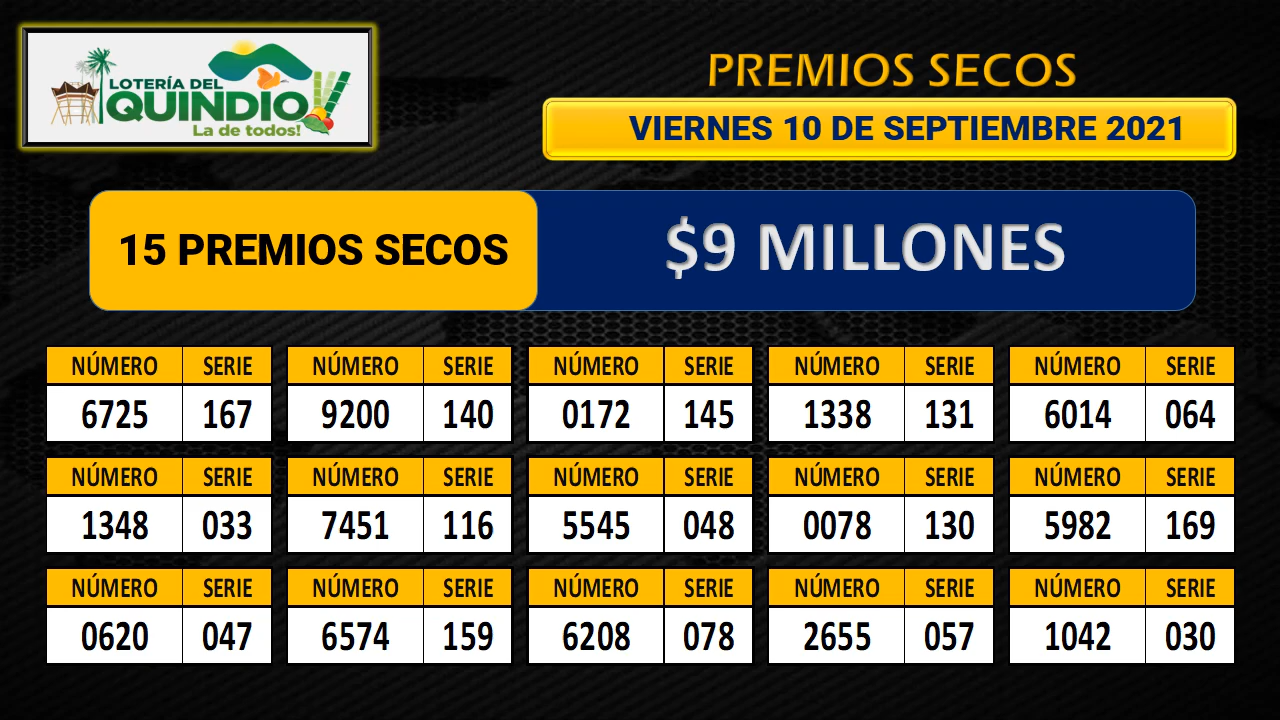 LOTERÍA DEL
QUINDIO
La de todos!
PREMIOS SECOS
VIERNES 10 DE SEPTIEMBRE 2021
15 PREMIOS SECOS
$9 MILLONES
NÚMERO SERIE NÚMERO SERIE NÚMERO SERIE NÚMERO SERIE NÚMERO SERIE
6725 167 9200 140 0172 145 1338 131 6014 064
NÚMERO SERIE NÚMERO SERIE NÚMERO SERIE NÚMERO SERIE NÚMERO SERIE
1348 033 7451 116 5545 048 0078 130 5982 169
NÚMERO SERIE NÚMERO SERIE NÚMERO SERIE NÚMERO SERIE NÚMERO SERIE
0620 047 6574 159 6208 078 2655 057 1042 030